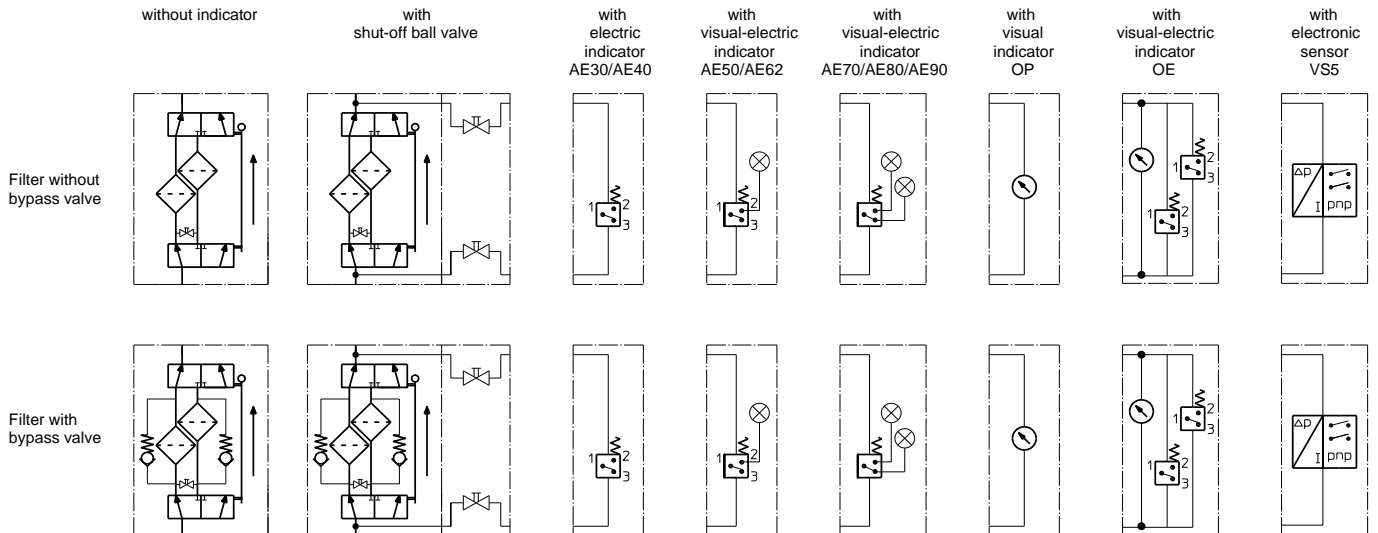 without indicator
with
shut-off ball valve
with
electric
indicator
AE30/AE40
with
visual-electric
indicator
AE50/AE62
with
visual-electric
indicator
AE70/AE80/AE90
with
visual
indicator
OP
with
visual-electric
indicator
OE
with
electronic
sensor
VS5
Filter without
bypass valve
1 2
3
1 2
3
1 2
3
1 2
3
Δp
I pnp
Filter with
bypass valve
1 2
3
1 2
3
1 2
3
1 2
3
Δp
I pnp